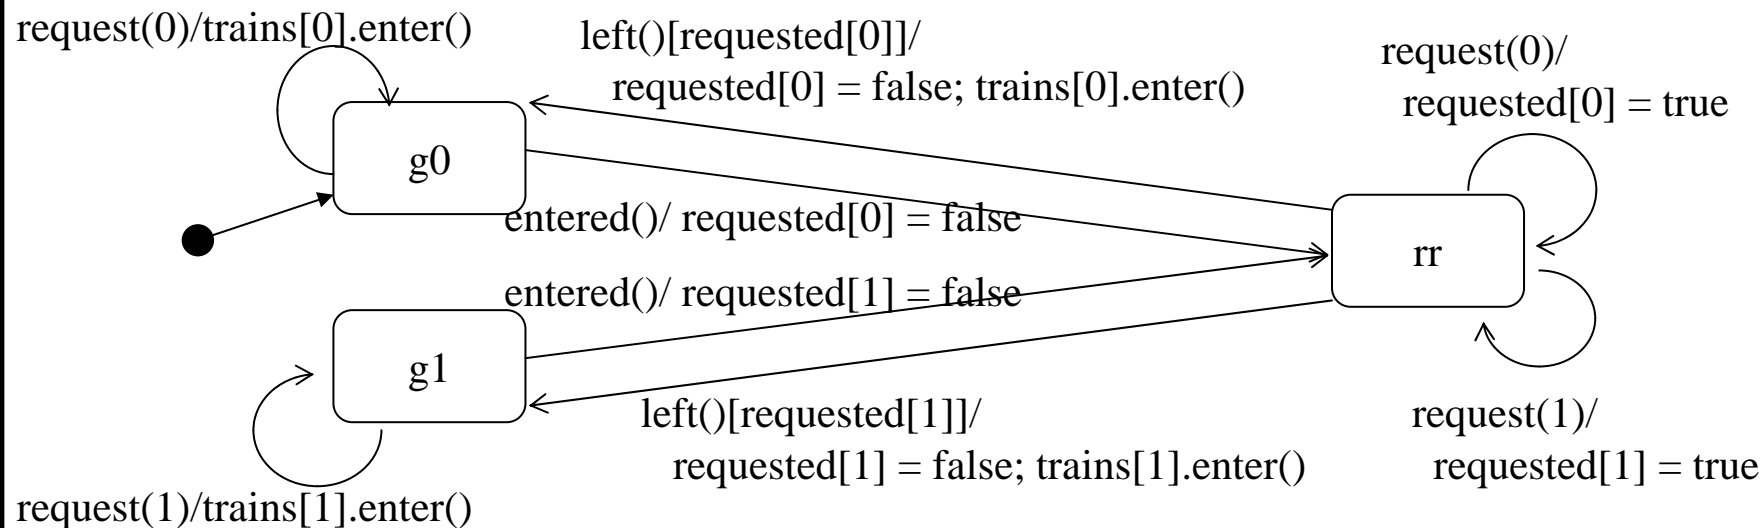 request(0)/trains[0].enter()
left()[requested[0]]/
requested[0] = false; trains[0].enter()
request(0)/
requested[0] = true
g0
entered()/ requested[0] = false
rr
entered()/ requested[1] = false
g1
left()[requested[1]]/
requested[1] = false; trains[1].enter()
request(1)/
requested[1] = true
request(1)/trains[1].enter()